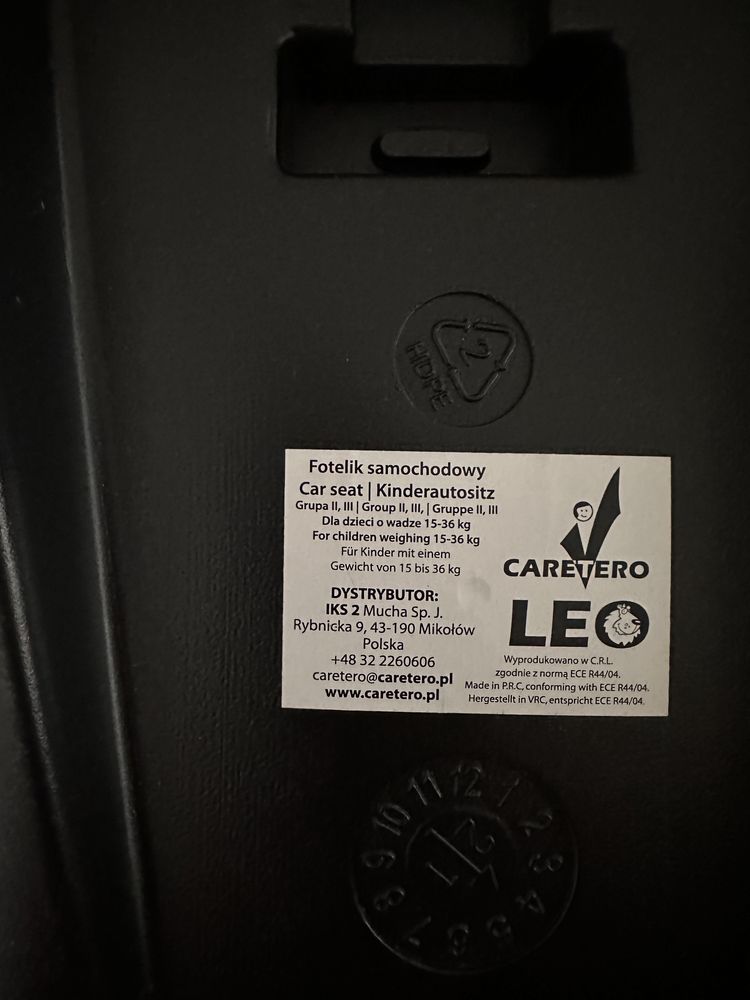 2
HDPE
Fotelik samochodowy
Car seat | Kinderautositz
Grupa II, III | Group II, III, | Gruppe II, III
Dla dzieci o wadze 15-36 kg
For children weighing 15-36 kg
Für Kinder mit einem
Gewicht von 15 bis 36 kg
DYSTRYBUTOR:
IKS 2 Mucha Sp. J.
Rybnicka 9, 43-190 Mikołów
Polska
+48 32 2260606
caretero@caretero.pl
www.caretero.pl
CARETERO
LEO
Wyprodukowano w C.R.L.
zgodnie z normą ECE R44/04.
Made in P.R.C, conforming with ECE R44/04.
Hergestellt in VRC, entspricht ECE R44/04.
1 2 3 4 5 6 7 8 9 10 11 12
21